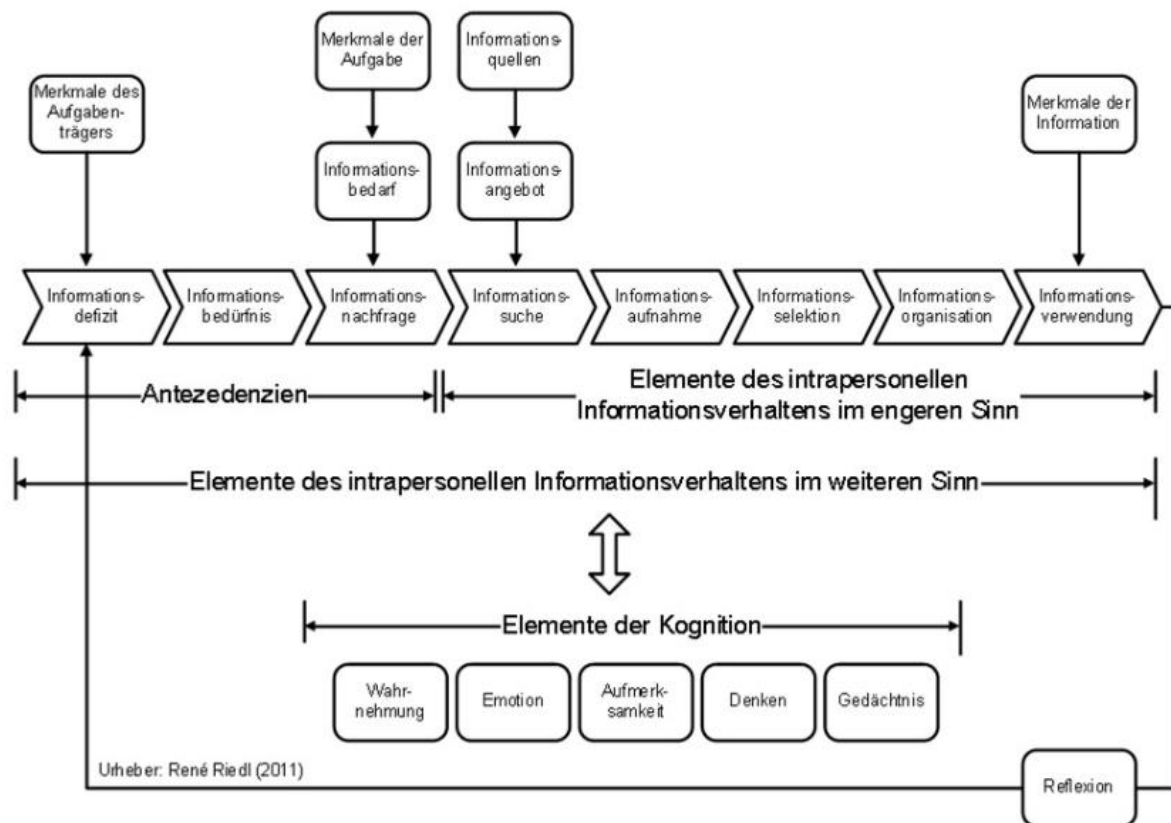 Merkmale der
Aufgabe
Informations-
quellen
Merkmale des
Aufgaben-
trägers
Merkmale der
Information
Informations-
bedarf
Informations-
angebot
Informations-
defizit
Informations-
bedürfnis
Informations-
nachfrage
Informations-
suche
Informations-
aufnahme
Informations-
selektion
Informations-
organisation
Informations-
verwendung
Antezedenzien
Elemente des intrapersonellen
Informationsverhaltens im engeren Sinn
Elemente des intrapersonellen Informationsverhaltens im weiteren Sinn
Elemente der Kognition
Wahr-
nehmung
Emotion
Aufmerk-
samkeit
Denken
Gedächtnis
Urheber: René Riedl (2011)
Reflexion